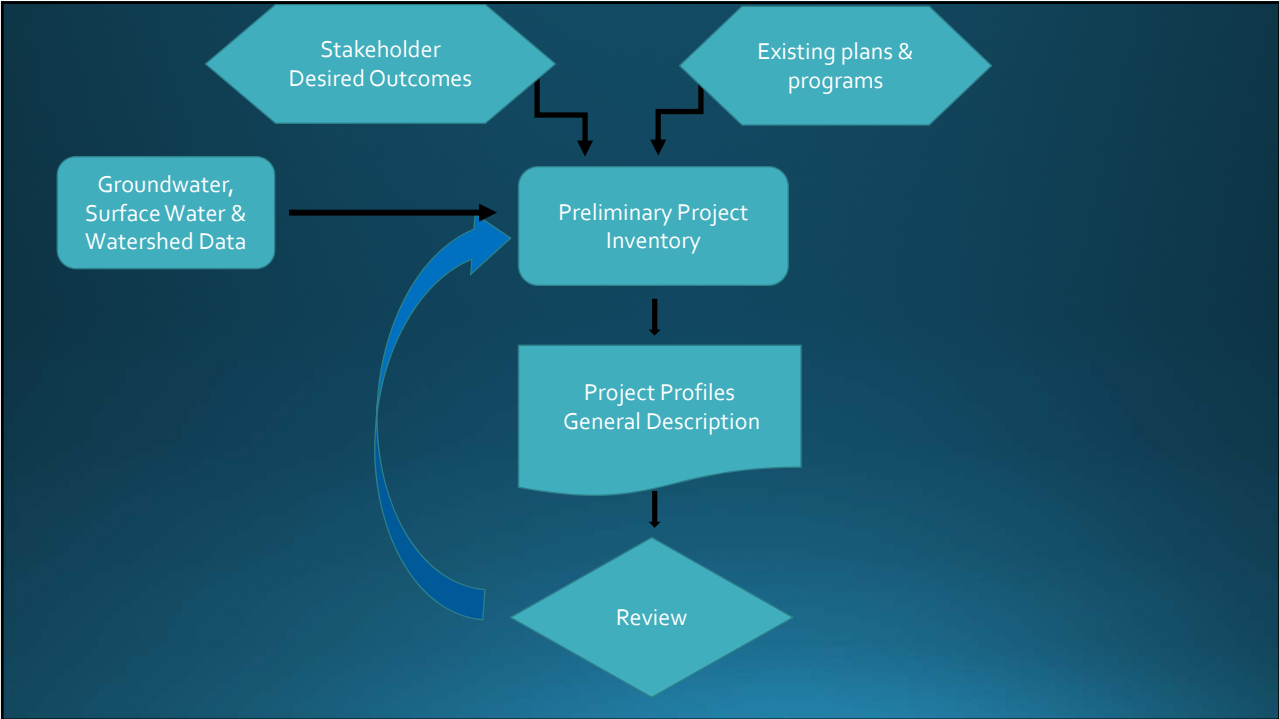 Stakeholder
Desired Outcomes
Existing plans &
programs
Groundwater,
Surface Water &
Watershed Data
Preliminary Project
Inventory
Project Profiles
General Description
Review